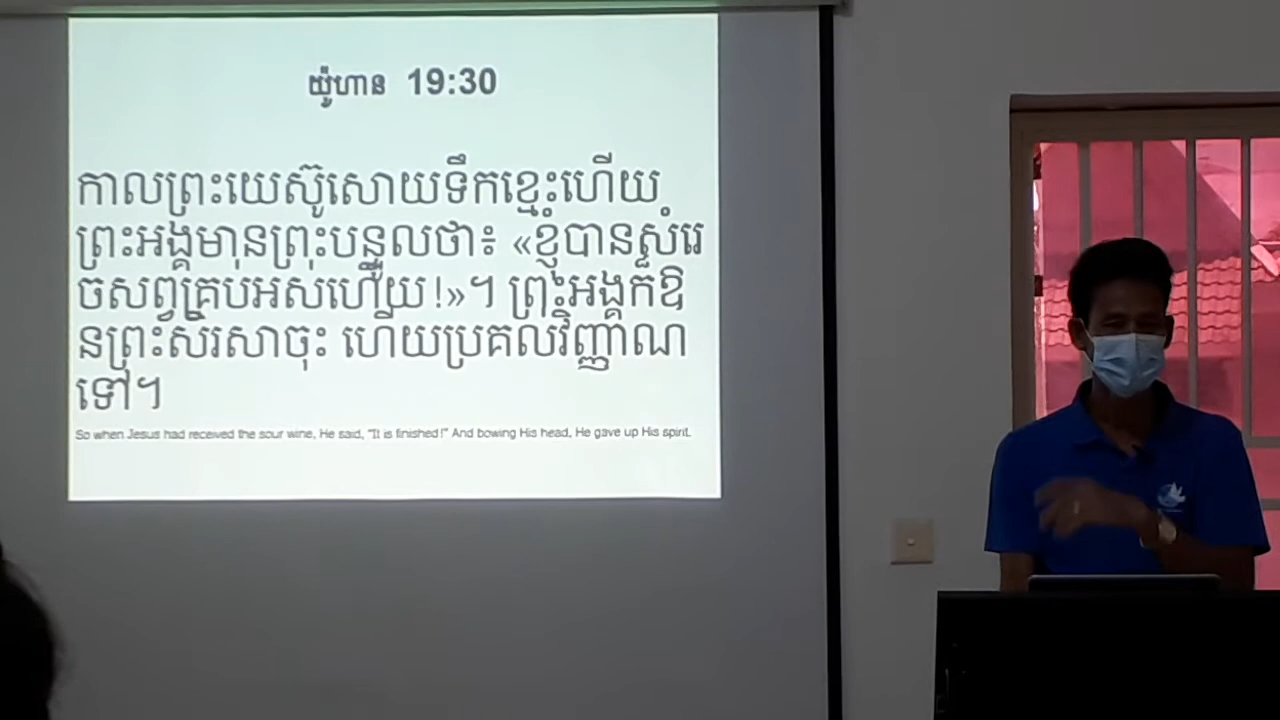 យ៉ូហាន 19:30
កាលព្រះយេស៊ូសោយទឹកខ្មេះហើយ
ព្រះអង្គមានព្រះបន្ទូលថា៖ «ខ្ញុំបានសំរេ
ចសព្វគ្រប់អស់ហើយ!»។ ព្រះអង្គក៏ឱ
នព្រះសិរសាចុះ ហើយប្រគល់វិញ្ញាណ
ទៅ។
So when Jesus had received the sour wine, He said, "It is finished!" And bowing His head, He gave up His spirit.